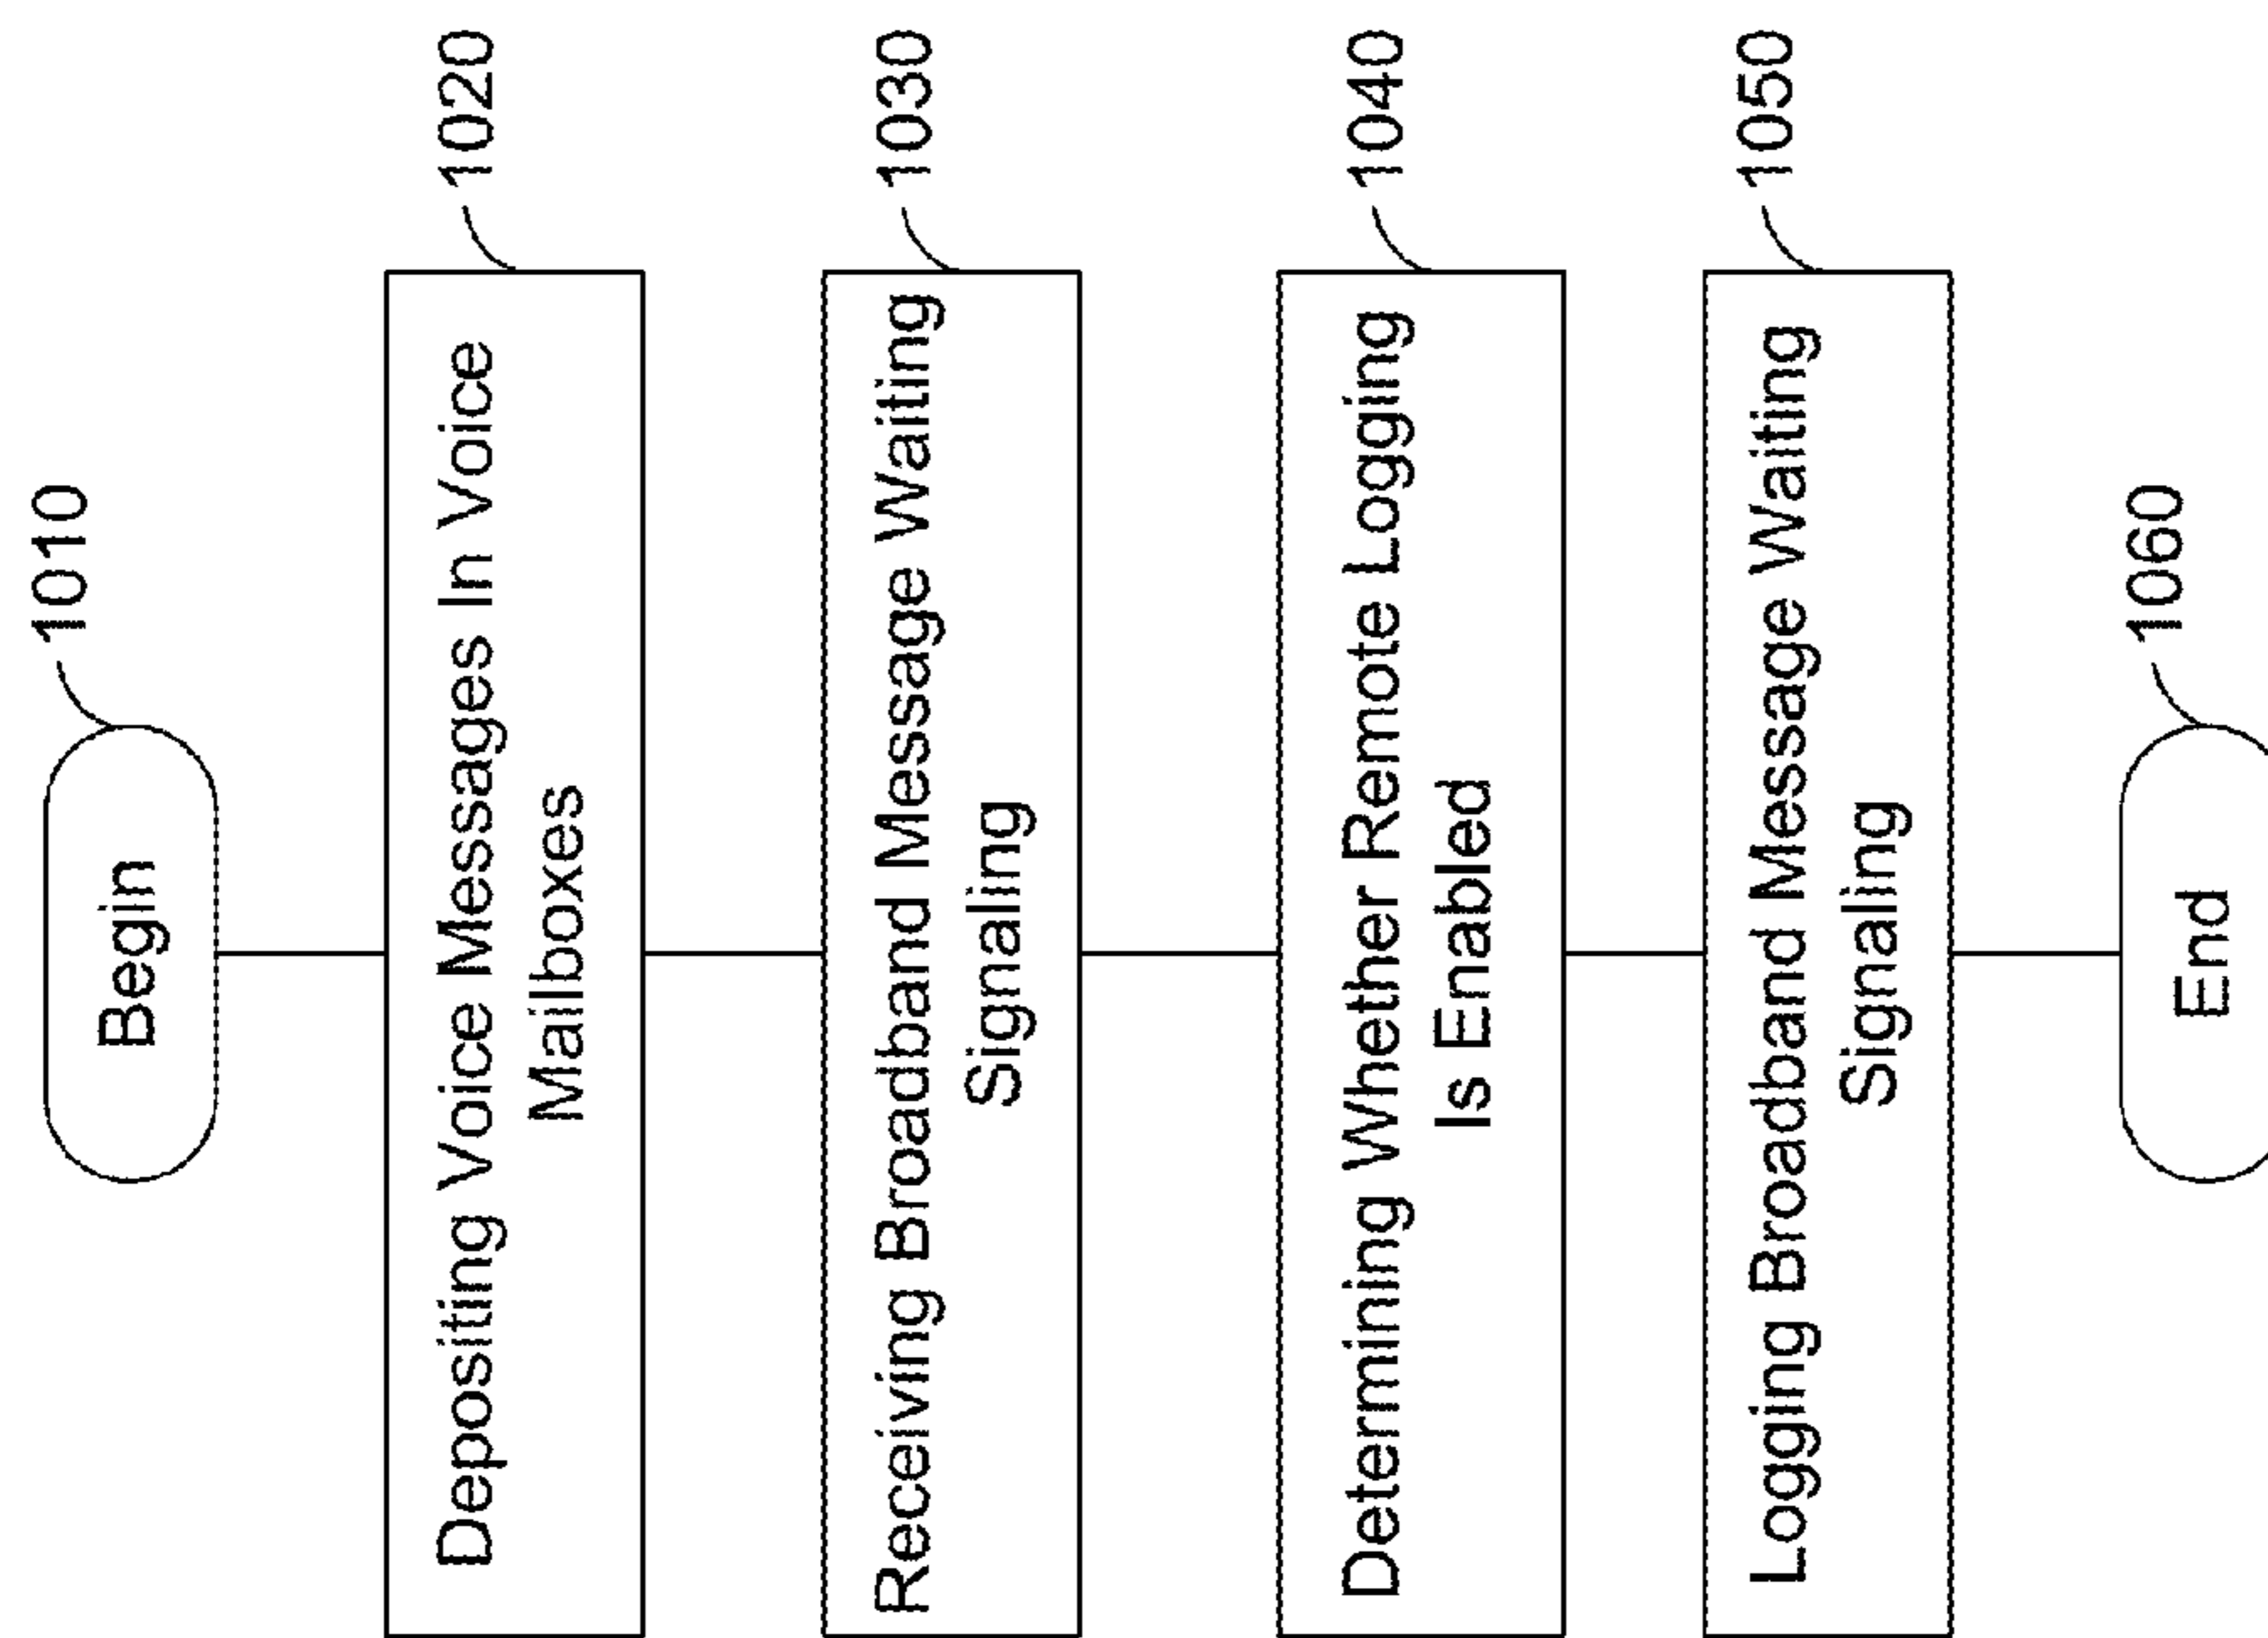 Begin
1010
Depositing Voice Messages In Voice
Mailboxes
1020
Receiving Broadband Message Waiting
Signaling
1030
Determining Whether Remote Logging
Is Enabled
1040
Logging Broadband Message Waiting
Signaling
1050
End
1060